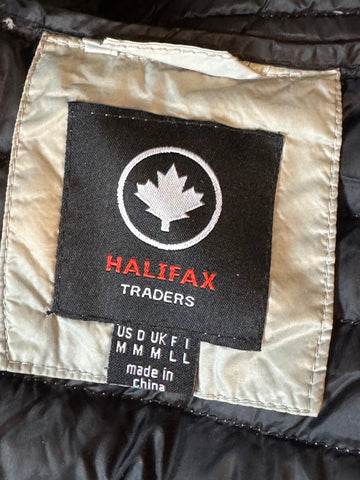 HALIFAX
TRADERS
US D UK F I
M M M L L
made in
china